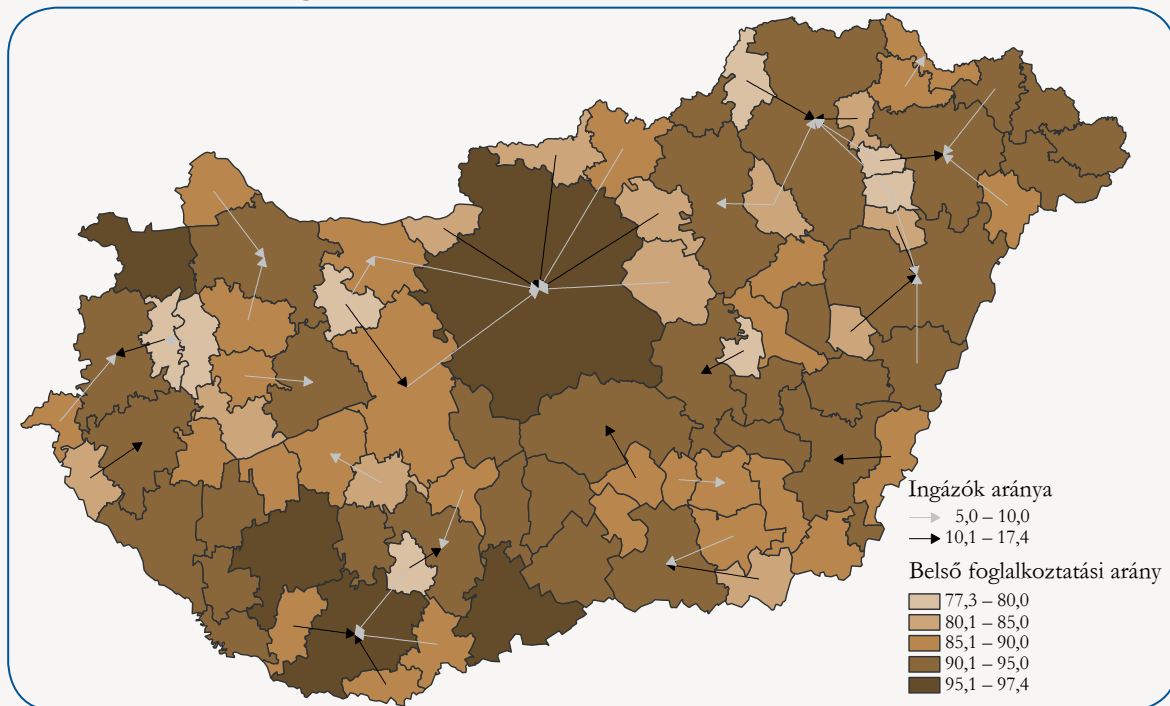 Ingázók aránya
5,0 – 10,0
10,1 – 17,4
Belső foglalkoztatási arány
77,3 – 80,0
80,1 – 85,0
85,1 – 90,0
90,1 – 95,0
95,1 – 97,4